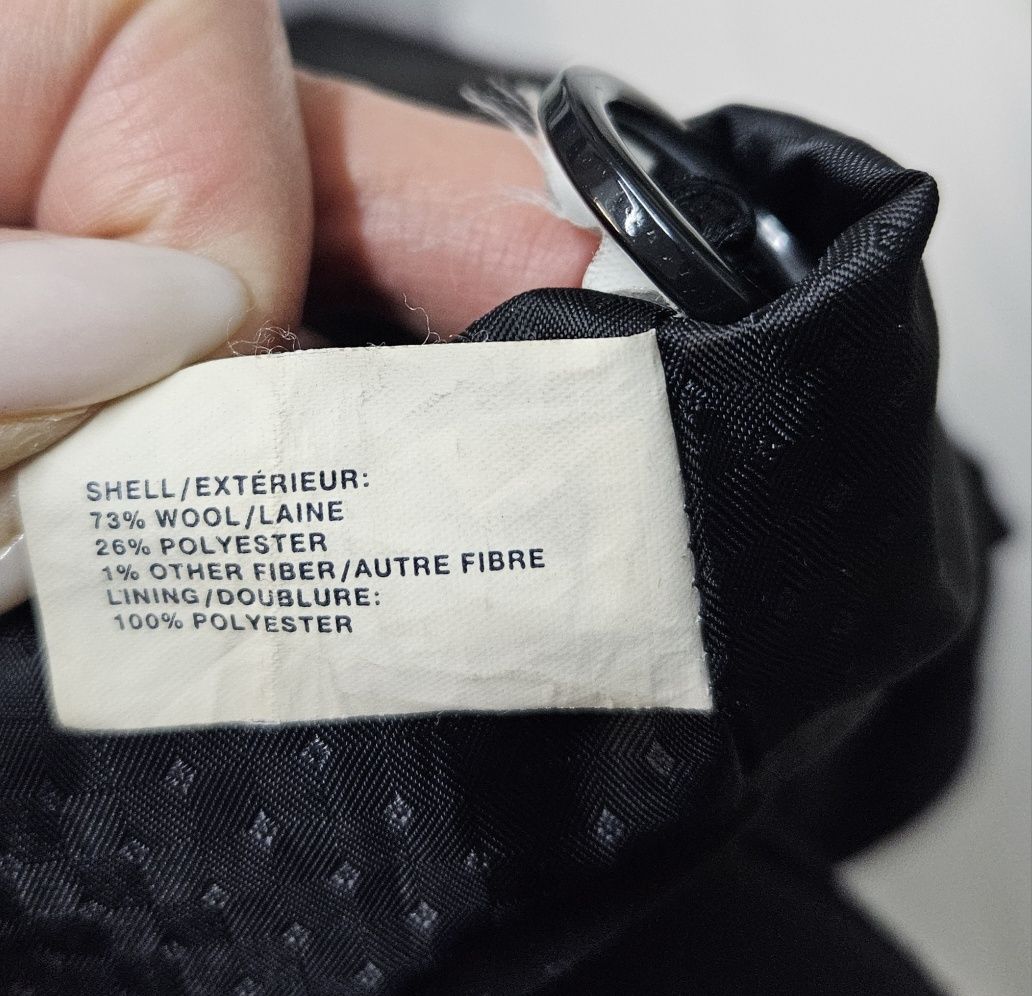 SHELL/EXTÉRIEUR:
73% WOOL/LAINE
26% POLYESTER
1% OTHER FIBER/AUTRE FIBRE
LINING/DOUBLURE:
100% POLYESTER